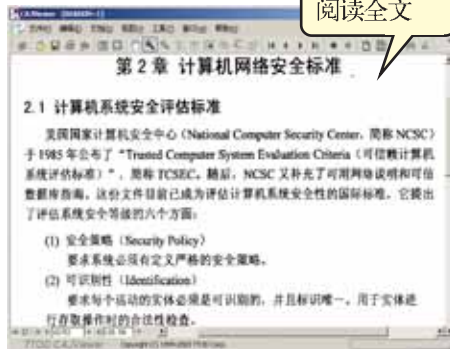 阅读全文
第 2 章 计算机网络安全标准
2.1 计算机系统安全评估标准
美国国家计算机安全中心（National Computer Security Center，简称 NCSC）
于 1985 年公布了“Trusted Computer System Evaluation Criteria（可信赖计算机
系统评估标准）”，简称 TCSEC。随后，NCSC 又补充了可用网络说明和可信
数据库指南。这份文件目前已成为评估计算机系统安全性的国际标准。它提出
了评估系统安全等级的六个方面：
(1) 安全策略（Security Policy）
要求系统必须有定义严格的安全策略。
(2) 可识别性（Identification）
要求每个活动的实体必须是可识别的，并且标识唯一，用于实体进
行存取操作时的合法性检查。